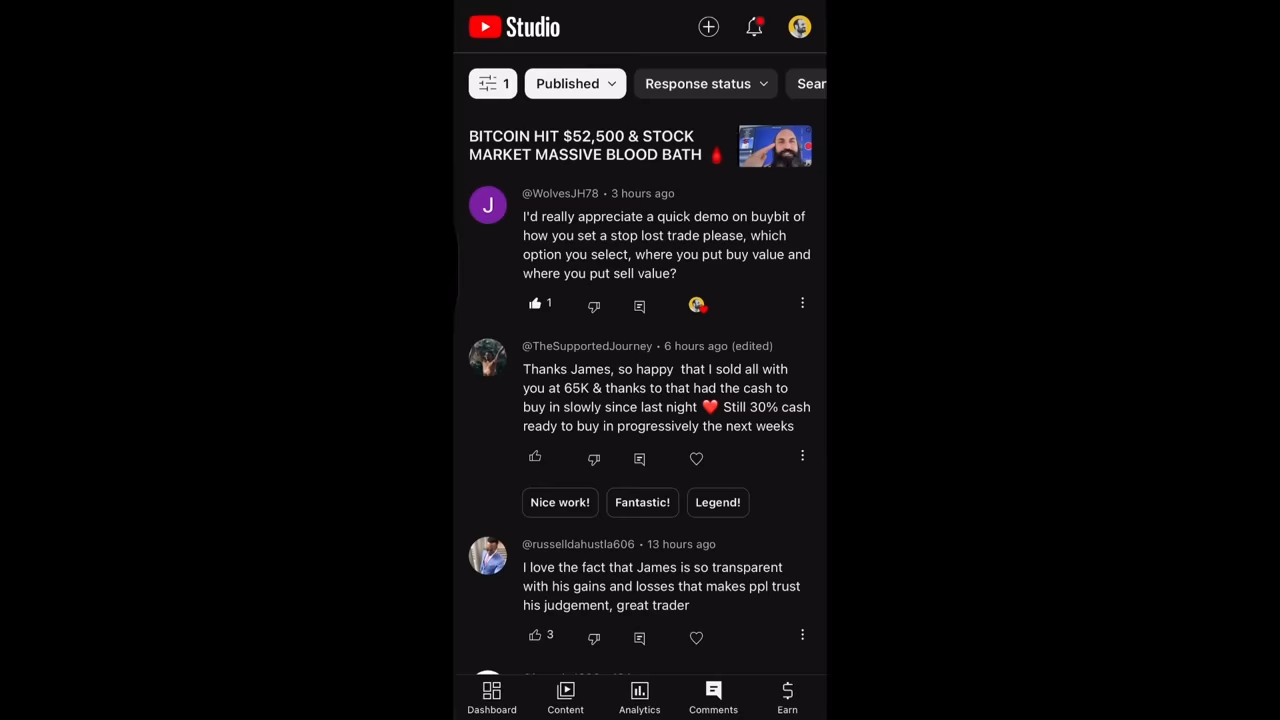 Studio
1
Published
Response status
Sear
BITCOIN HIT $52,500 & STOCK
MARKET MASSIVE BLOOD BATH 🩸
@WolvesJH78 • 3 hours ago
J
I'd really appreciate a quick demo on buybit of
how you set a stop lost trade please, which
option you select, where you put buy value and
where you put sell value?
1
@TheSupportedJourney • 6 hours ago (edited)
Thanks James, so happy that I sold all with
you at 65K & thanks to that had the cash to
buy in slowly since last night ❤️ Still 30% cash
ready to buy in progressively the next weeks
Nice work!
Fantastic!
Legend!
@russelldahustla606 • 13 hours ago
I love the fact that James is so transparent
with his gains and losses that makes ppl trust
his judgement, great trader
3
Dashboard
Content
Analytics
Comments
Earn